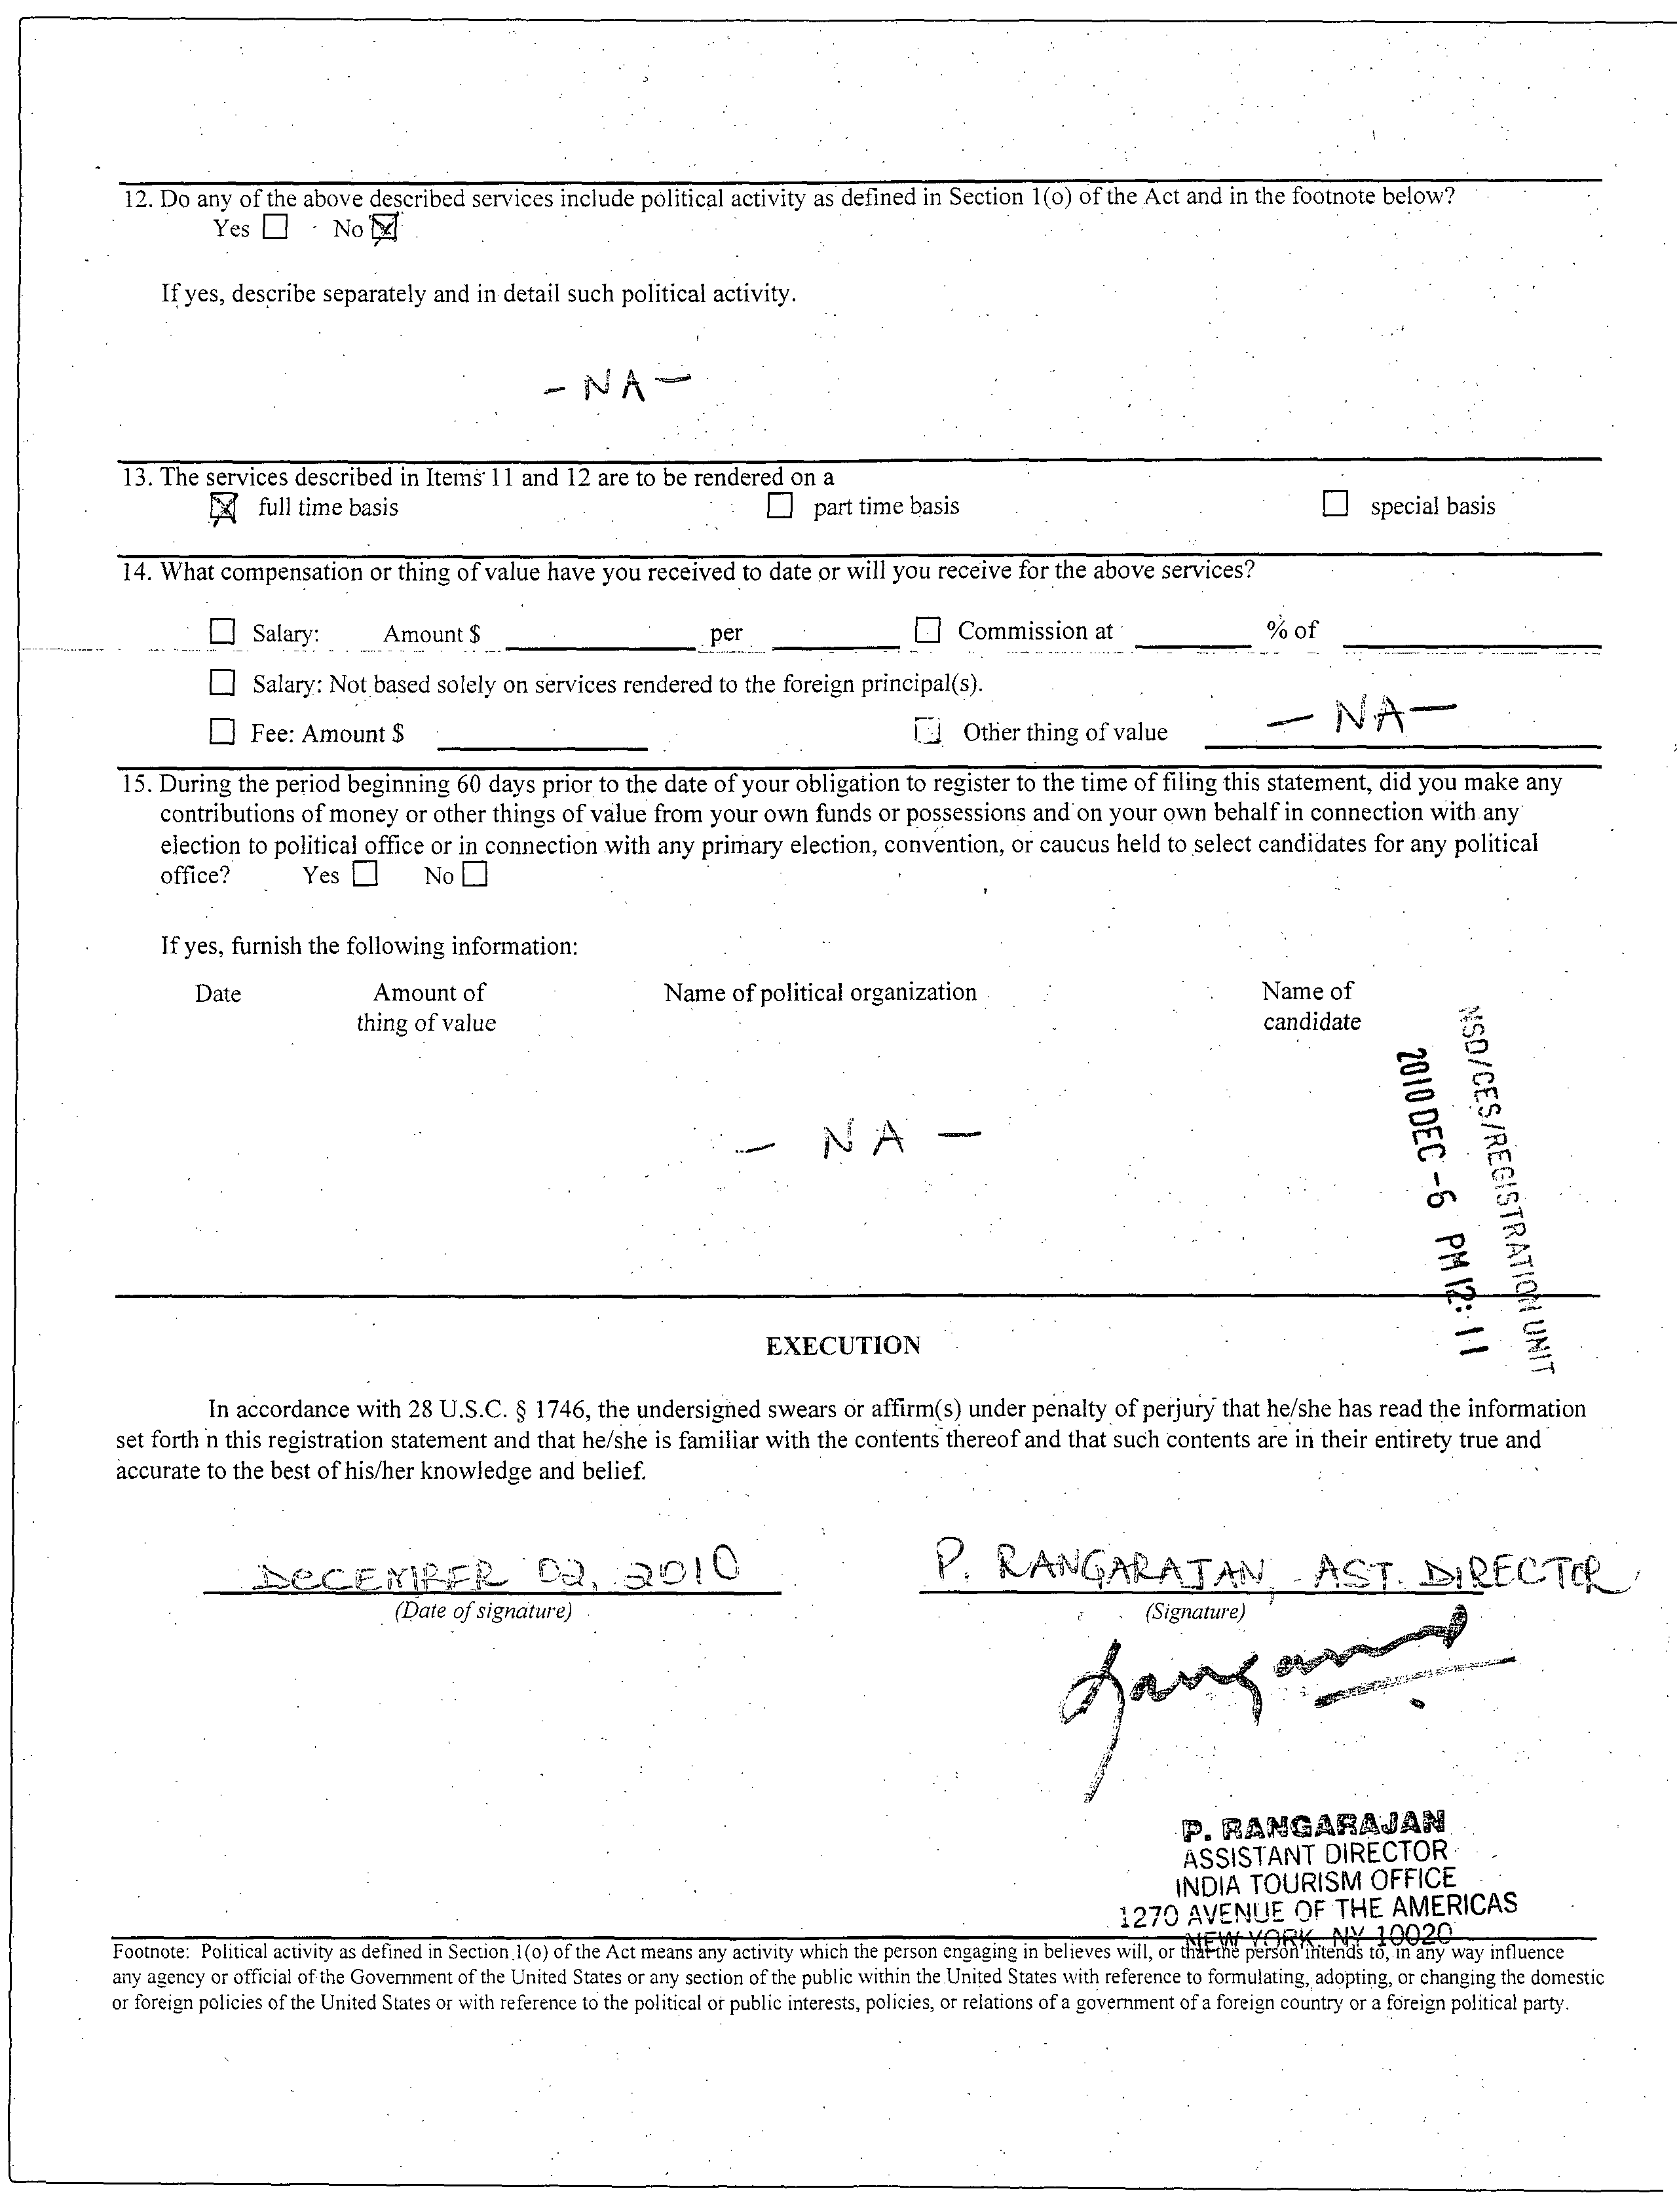 12. Do any of the above described services include political activity as defined in Section 1(o) of the Act and in the footnote below?
Yes ☐ No ☒
If yes, describe separately and in detail such political activity.
— NA —
13. The services described in Items 11 and 12 are to be rendered on a
☒ full time basis ☐ part time basis ☐ special basis
14. What compensation or thing of value have you received to date or will you receive for the above services?
☐ Salary: Amount $ ____ per ____ ☐ Commission at ____ % of ____
☐ Salary: Not based solely on services rendered to the foreign principal(s).
☐ Fee: Amount $ ____ ☐ Other thing of value — NA —
15. During the period beginning 60 days prior to the date of your obligation to register to the time of filing this statement, did you make any
contributions of money or other things of value from your own funds or possessions and on your own behalf in connection with any
election to political office or in connection with any primary election, convention, or caucus held to select candidates for any political
office? Yes ☐ No ☐
If yes, furnish the following information:
Date Amount of Name of political organization Name of
thing of value candidate
— NA —
NSD/CES/REGISTRATION UNIT
2010 DEC -6 PM 12: 11
EXECUTION
In accordance with 28 U.S.C. § 1746, the undersigned swears or affirm(s) under penalty of perjury that he/she has read the information
set forth n this registration statement and that he/she is familiar with the contents thereof and that such contents are in their entirety true and
accurate to the best of his/her knowledge and belief.
DECEMBER 02, 2010 P. RANGARAJAN, AST. DIRECTOR
(Date of signature) (Signature)
P. RANGARAJAN
ASSISTANT DIRECTOR
INDIA TOURISM OFFICE
1270 AVENUE OF THE AMERICAS
NEW YORK, NY 10020
Footnote: Political activity as defined in Section 1(o) of the Act means any activity which the person engaging in believes will, or that the person intends to, in any way influence
any agency or official of the Government of the United States or any section of the public within the United States with reference to formulating, adopting, or changing the domestic
or foreign policies of the United States or with reference to the political or public interests, policies, or relations of a government of a foreign country or a foreign political party.